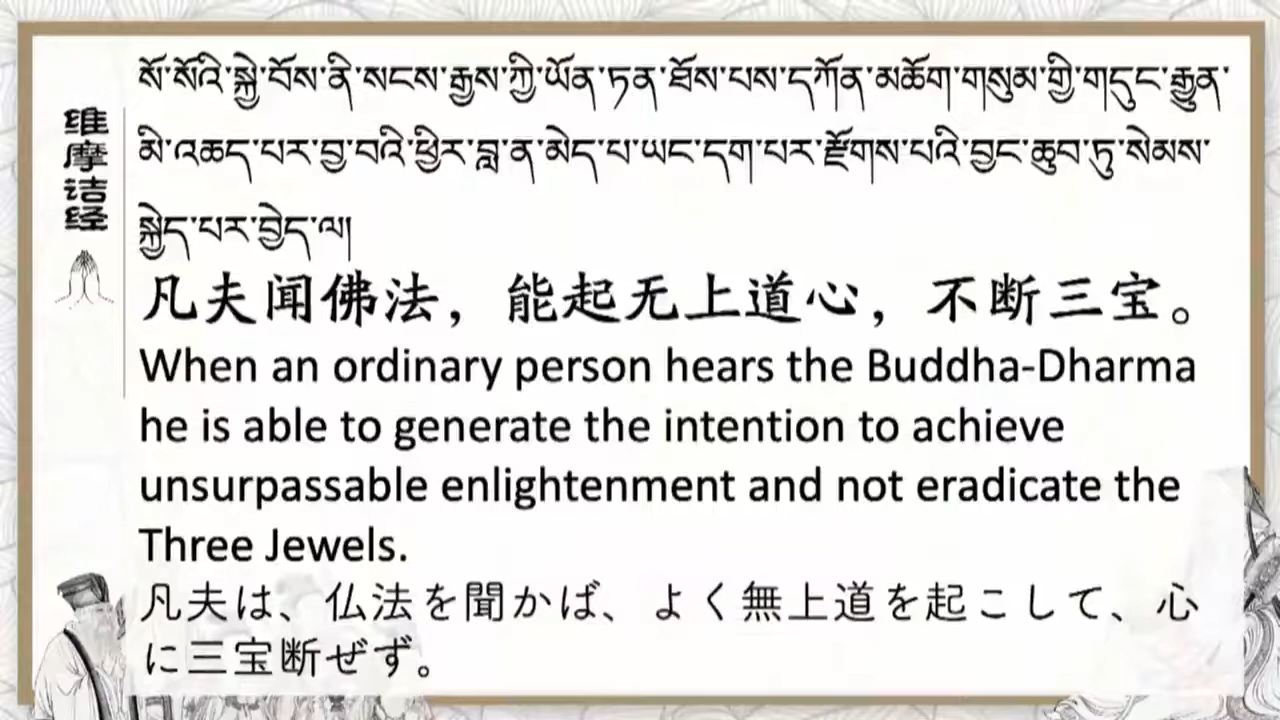 维摩诘经
སོ་སོའི་སྐྱེ་བོས་ནི་སངས་རྒྱས་ཀྱི་ཡོན་ཏན་ཐོས་པས་དཀོན་མཆོག་གསུམ་གྱི་གདུང་རྒྱུན་
མི་འཆད་པར་བྱ་བའི་ཕྱིར་བླ་ན་མེད་པ་ཡང་དག་པར་རྫོགས་པའི་བྱང་ཆུབ་ཏུ་སེམས་
སྐྱེད་པར་བྱེད་ལ།
凡夫闻佛法，能起无上道心，不断三宝。
When an ordinary person hears the Buddha-Dharma
he is able to generate the intention to achieve
unsurpassable enlightenment and not eradicate the
Three Jewels.
凡夫は、仏法を聞かば、よく無上道を起こして、心
に三宝断ぜず。